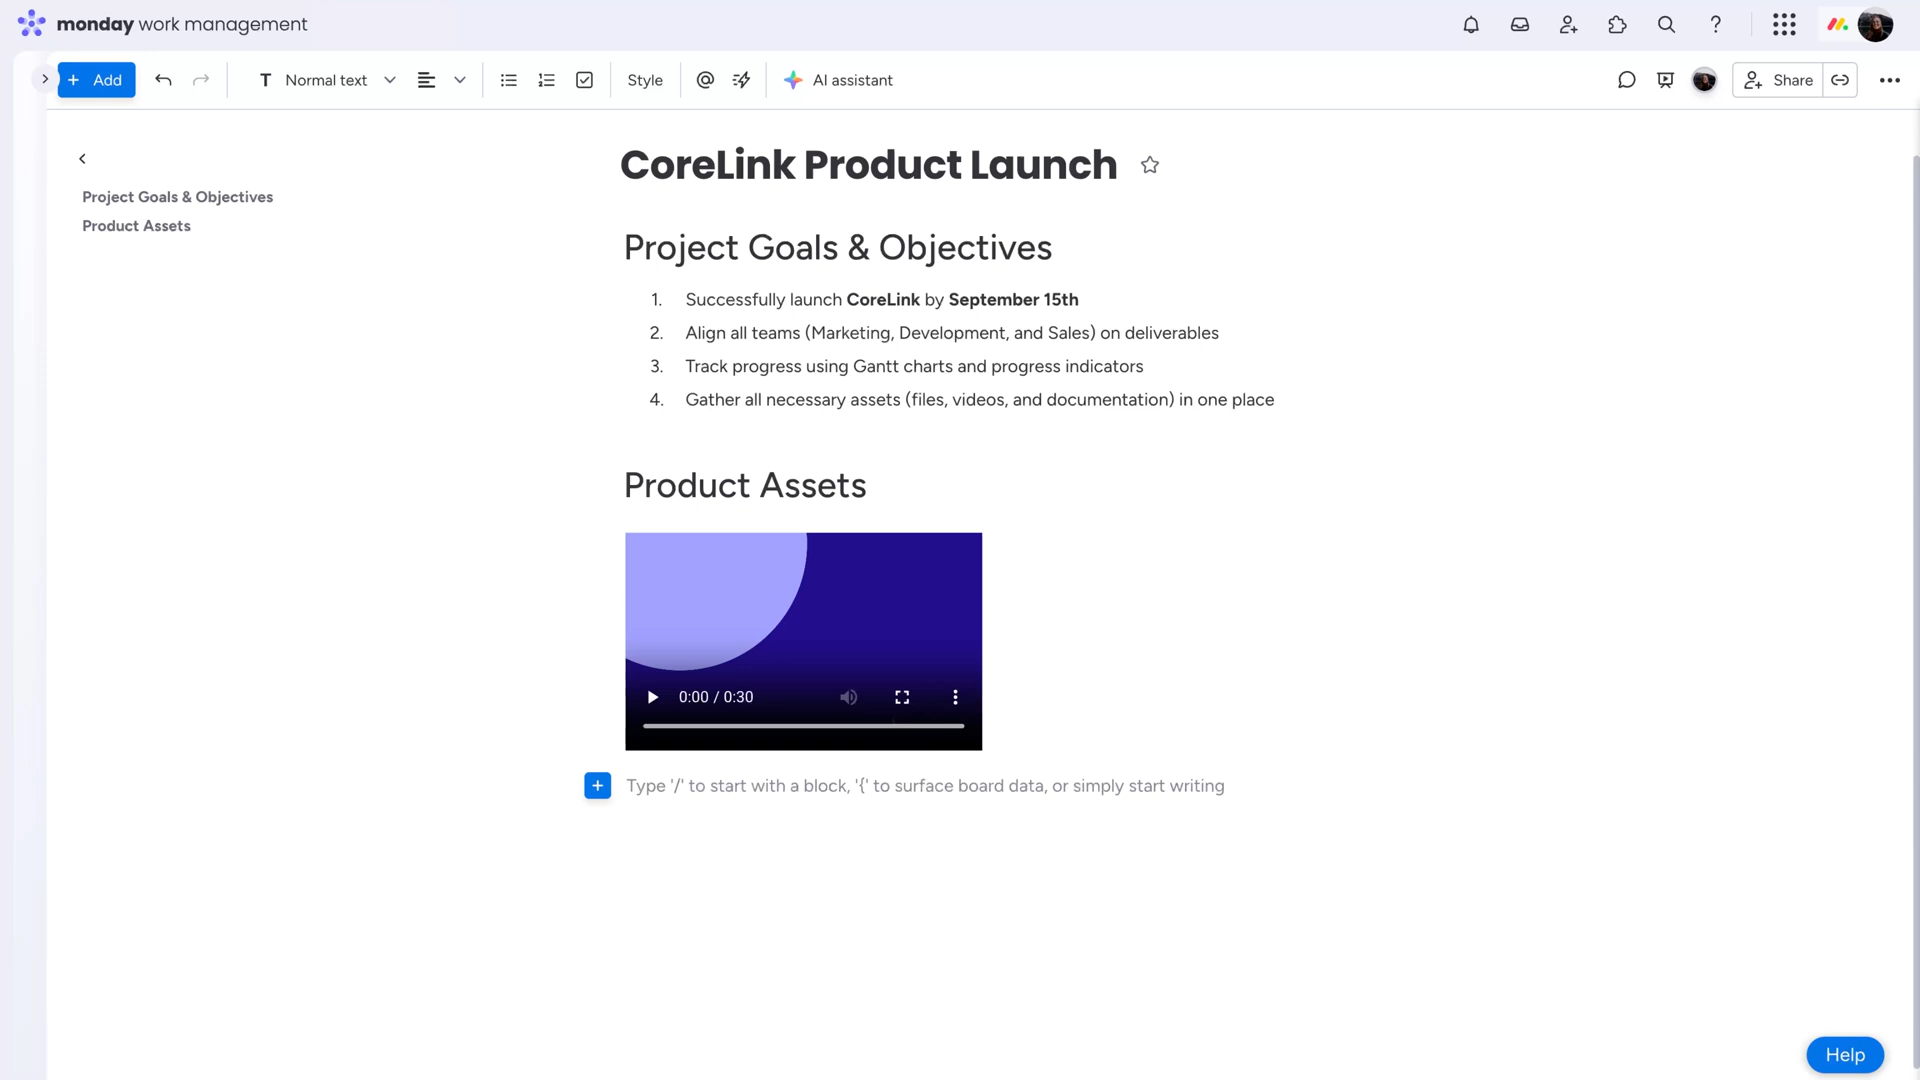 monday work management
+ Add
T Normal text
Style
AI assistant
Share
Project Goals & Objectives
Product Assets
CoreLink Product Launch
Project Goals & Objectives
1. Successfully launch CoreLink by September 15th
2. Align all teams (Marketing, Development, and Sales) on deliverables
3. Track progress using Gantt charts and progress indicators
4. Gather all necessary assets (files, videos, and documentation) in one place
Product Assets
0:00 / 0:30
Type '/' to start with a block, '{' to surface board data, or simply start writing
Help